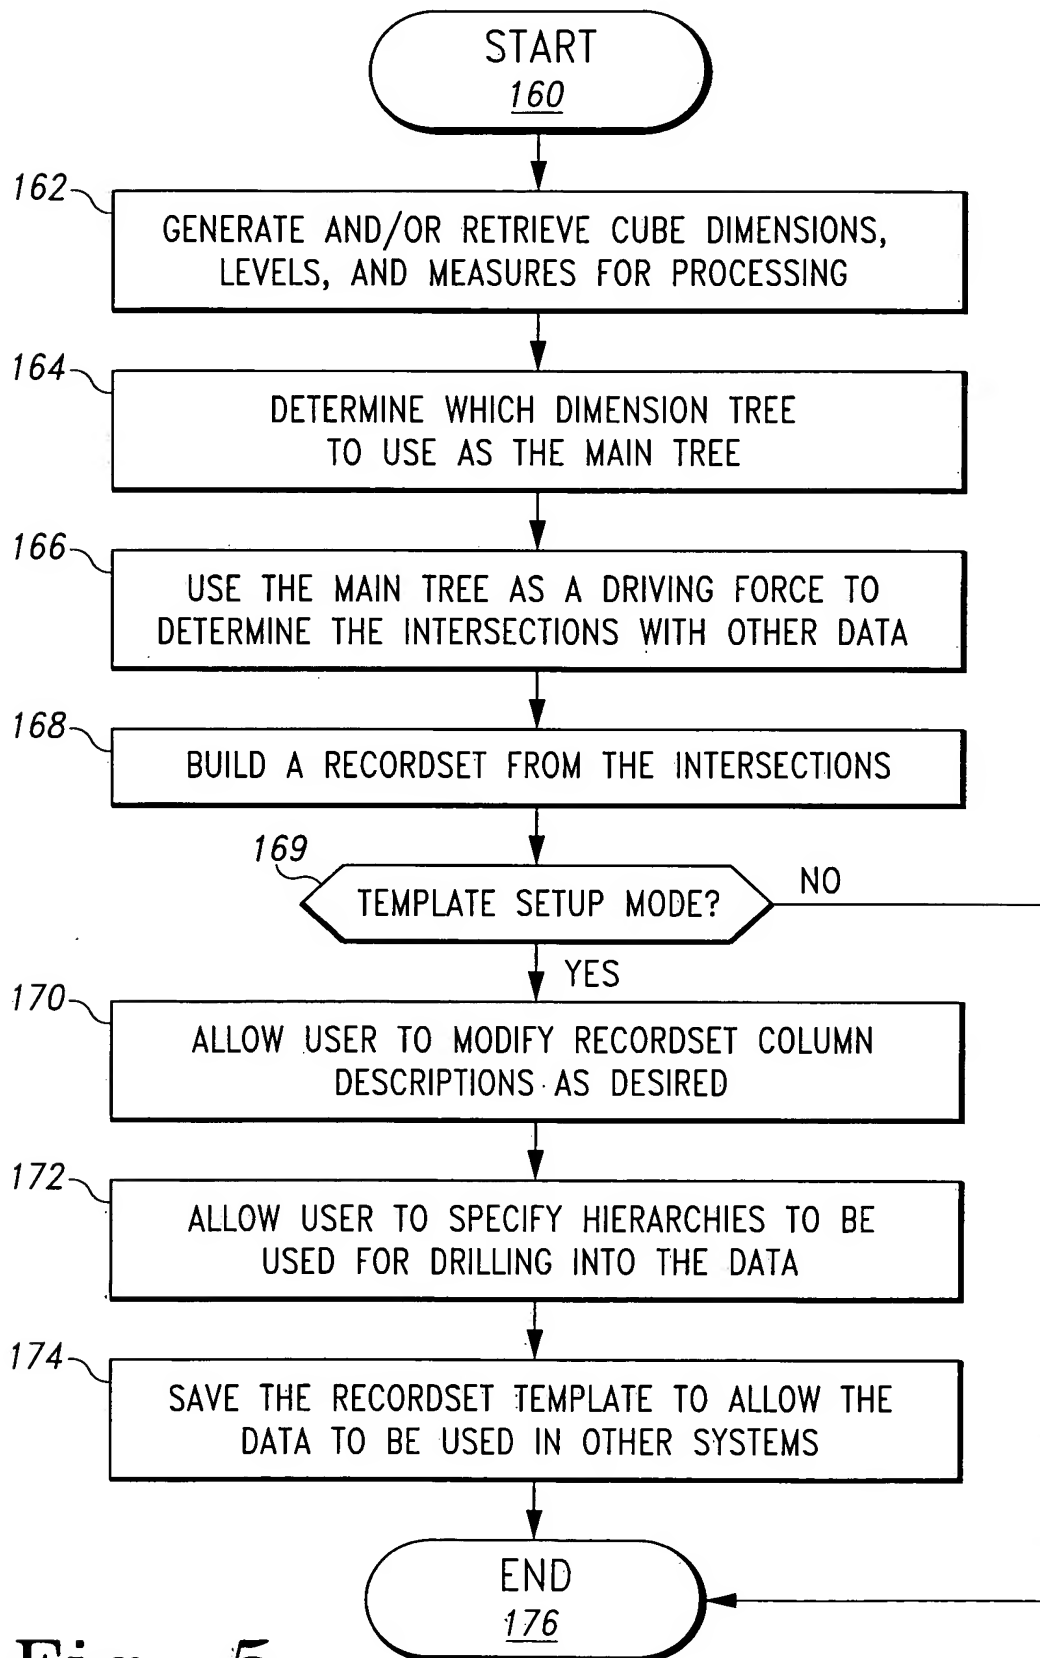 START
160
162
GENERATE AND/OR RETRIEVE CUBE DIMENSIONS,
LEVELS, AND MEASURES FOR PROCESSING
164
DETERMINE WHICH DIMENSION TREE
TO USE AS THE MAIN TREE
166
USE THE MAIN TREE AS A DRIVING FORCE TO
DETERMINE THE INTERSECTIONS WITH OTHER DATA
168
BUILD A RECORDSET FROM THE INTERSECTIONS
169
TEMPLATE SETUP MODE?
NO
YES
170
ALLOW USER TO MODIFY RECORDSET COLUMN
DESCRIPTIONS AS DESIRED
172
ALLOW USER TO SPECIFY HIERARCHIES TO BE
USED FOR DRILLING INTO THE DATA
174
SAVE THE RECORDSET TEMPLATE TO ALLOW THE
DATA TO BE USED IN OTHER SYSTEMS
END
176
Fig. 5